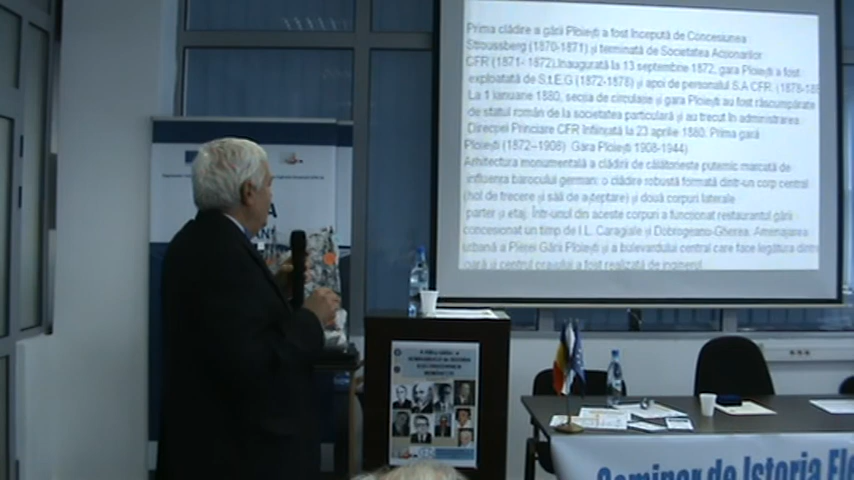 Prima clădire a gării Ploiești a fost începută de Concesiunea
Stroussberg (1870-1871) și terminată de Societatea Acționarilor
CFR (1871- 1872).Inaugurată la 13 septembrie 1872, gara Ploiești a fost
exploatată de S.t.E.G (1872-1878) și apoi de personalul S.A CFR. (1878-188
La 1 Ianuarie 1880, secția de circulație și gara Ploiești au fost răscumpărate
de statul român de la societatea particulară și au trecut în administrarea
Direcției Princiare CFR înființată la 23 aprilie 1880. Prima gară
Ploiești (1872–1908) Gara Ploiești 1908-1944)
Arhitectura monumentală a clădirii de călătorieste puternic marcată de
influența barocului german: o clădire robustă formată dintr-un corp central
(hol de trecere și săli de așteptare) și două corpuri laterale
parter și etaj. Într-unul din aceste corpuri a funcționat restaurantul gării
concesionat un timp de I.L. Caragiale și Dobrogeanu-Gherea. Amenajarea
urbană a Pieței Gării Ploiești și a bulevardului central care face legătura dintre
gară și centrul orașului a fost realizată de inginerul
Seminar de Istoria Ele